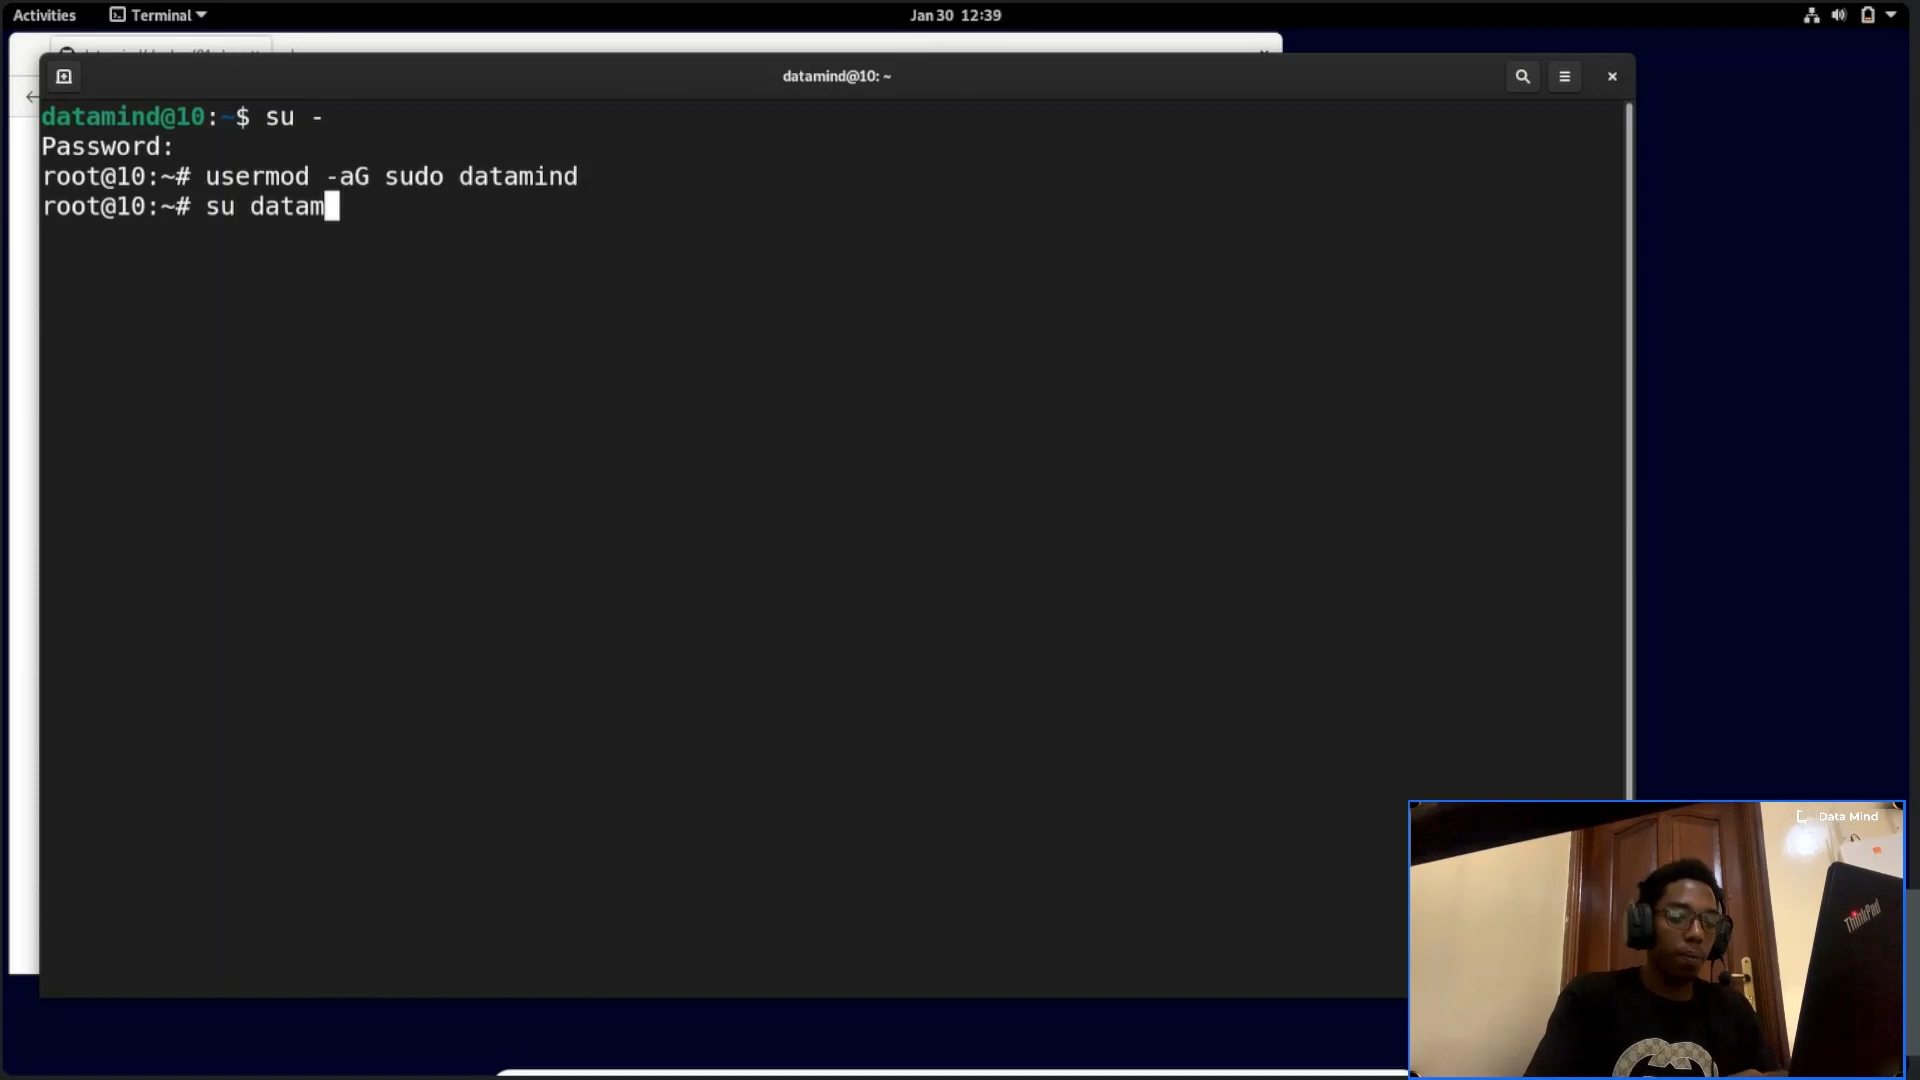 Activities
Terminal
Jan 30 12:39
datamind@10: ~
datamind@10:~$ su -
Password:
root@10:~# usermod -aG sudo datamind
root@10:~# su datam
Data Mind
ThinkPad